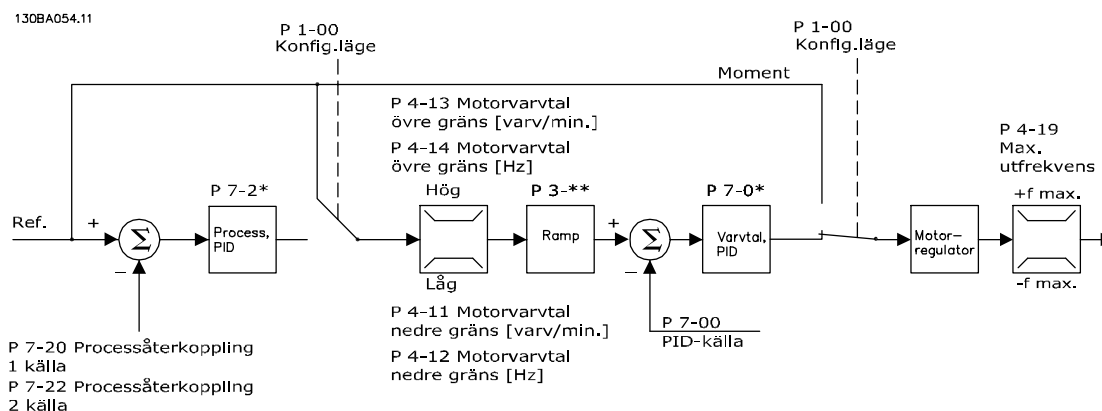 130BA054.11
P 1-00
Konfig.läge
P 1-00
Konfig.läge
Moment
P 4-13 Motorvarvtal
övre gräns [varv/min.]
P 4-14 Motorvarvtal
övre gräns [Hz]
P 4-19
Max.
utfrekvens
P 7-2*
Hög
P 3-**
P 7-0*
+f max.
Ref.
+
Σ
Process,
PID
Ramp
+
Σ
Varvtal,
PID
Motor-
regulator
−
Låg
−
-f max.
P 4-11 Motorvarvtal
nedre gräns [varv/min.]
P 4-12 Motorvarvtal
nedre gräns [Hz]
P 7-00
PID-källa
P 7-20 Processåterkoppling
1 källa
P 7-22 Processåterkoppling
2 källa